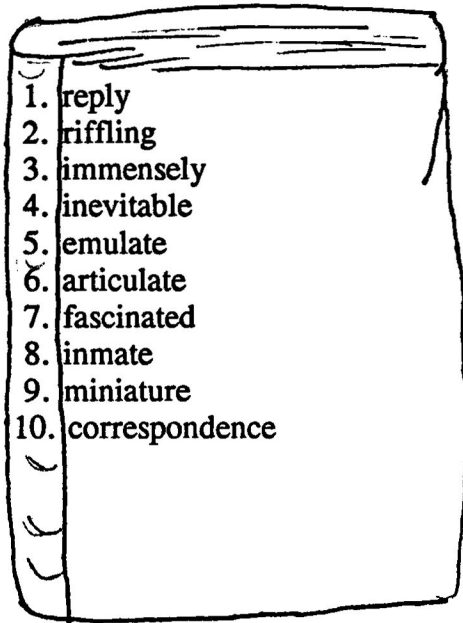 1. reply
2. riffling
3. immensely
4. inevitable
5. emulate
6. articulate
7. fascinated
8. inmate
9. miniature
10. correspondence